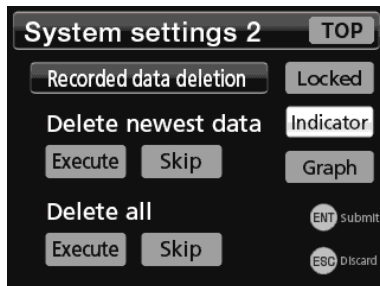 System settings 2 TOP
Recorded data deletion Locked
Delete newest data Indicator
Execute Skip Graph
Delete all ENT Submit
Execute Skip ESC Discard